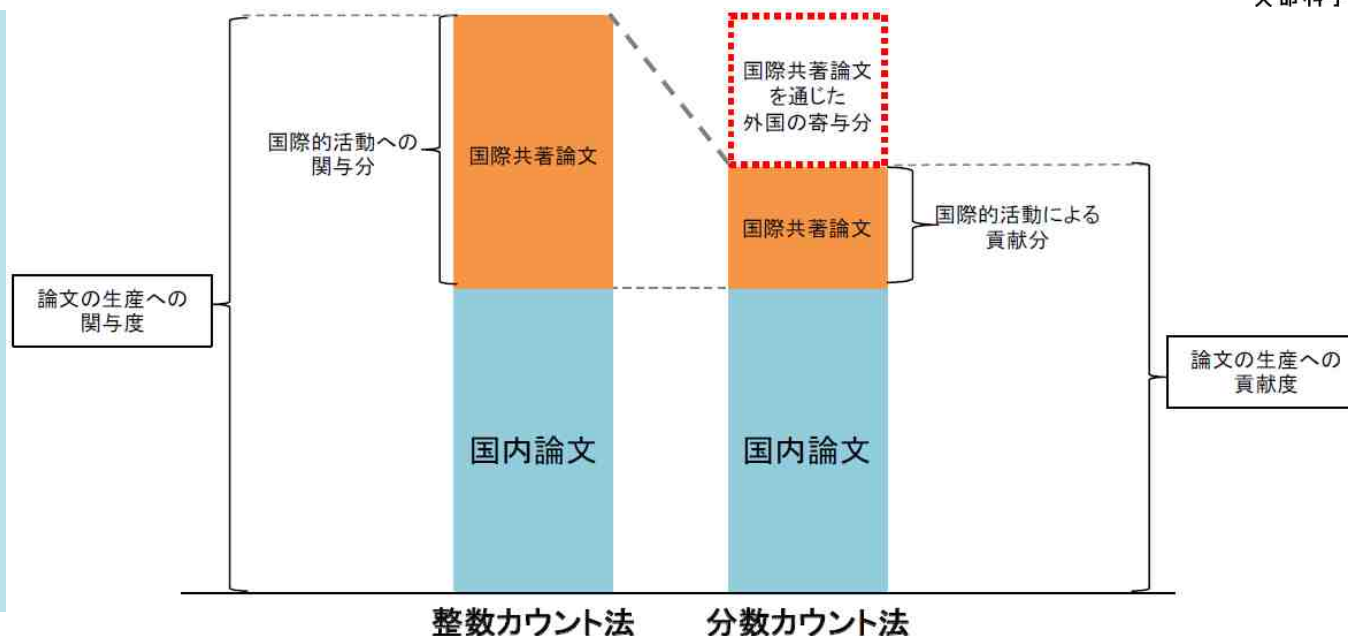 国際共著論文
を通じた
外国の寄与分
国際的活動への
関与分
国際共著論文
国際共著論文
国際的活動による
貢献分
論文の生産への
関与度
論文の生産への
貢献度
国内論文
国内論文
整数カウント法
分数カウント法